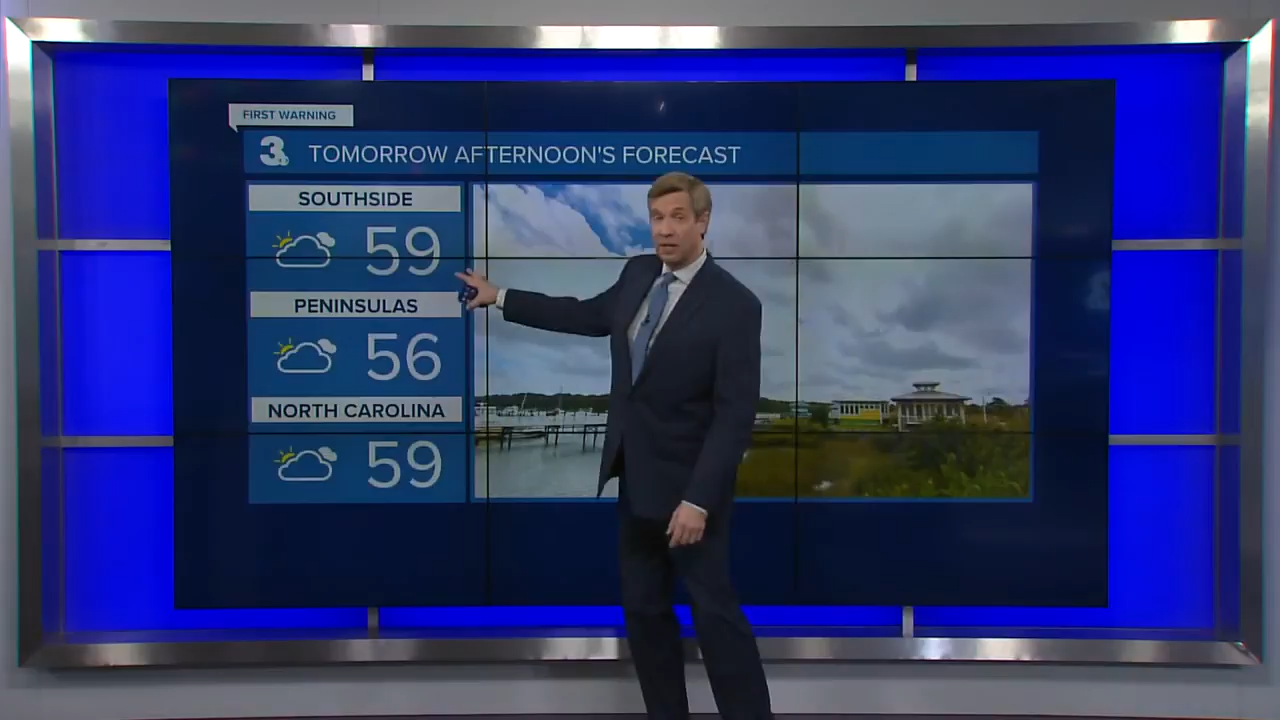 FIRST WARNING
3 TOMORROW AFTERNOON'S FORECAST
SOUTHSIDE
59
PENINSULAS
56
NORTH CAROLINA
59